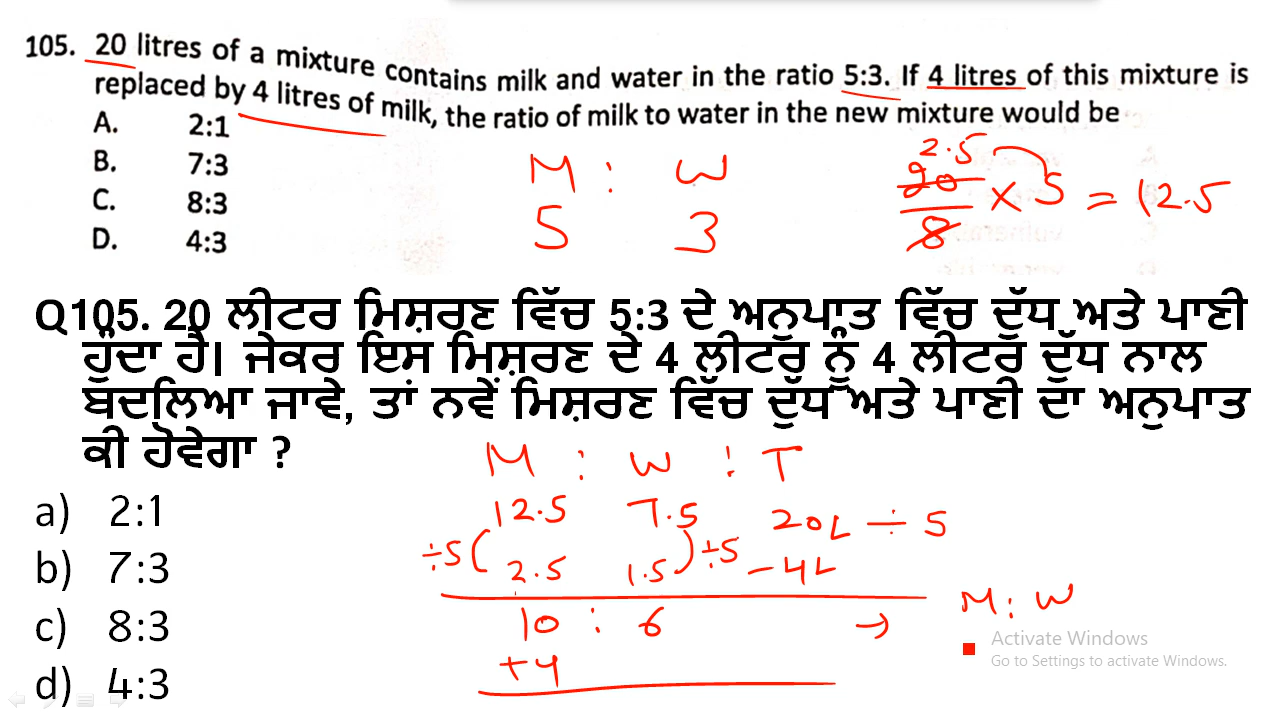 105. 20 litres of a mixture contains milk and water in the ratio 5:3. If 4 litres of this mixture is
replaced by 4 litres of milk, the ratio of milk to water in the new mixture would be
A. 2:1
B. 7:3
C. 8:3
D. 4:3
M : W
5 3
2.5
20/8 × 5 = 12.5
Q105. 20 ਲੀਟਰ ਮਿਸ਼ਰਣ ਵਿੱਚ 5:3 ਦੇ ਅਨੁਪਾਤ ਵਿੱਚ ਦੁੱਧ ਅਤੇ ਪਾਣੀ
ਹੁੰਦਾ ਹੈ। ਜੇਕਰ ਇਸ ਮਿਸ਼ਰਣ ਦੇ 4 ਲੀਟਰ ਨੂੰ 4 ਲੀਟਰ ਦੁੱਧ ਨਾਲ
ਬਦਲਿਆ ਜਾਵੇ, ਤਾਂ ਨਵੇਂ ਮਿਸ਼ਰਣ ਵਿੱਚ ਦੁੱਧ ਅਤੇ ਪਾਣੀ ਦਾ ਅਨੁਪਾਤ
ਕੀ ਹੋਵੇਗਾ ?
a) 2:1
b) 7:3
c) 8:3
d) 4:3
M : W : T
12.5 7.5 20L ÷ 5
÷5 ( 2.5 1.5 ) ÷5 -4L
10 : 6 → M : W
+4
Activate Windows
Go to Settings to activate Windows.